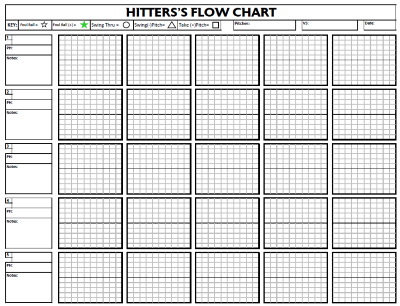 HITTERS'S FLOW CHART
KEY: Foul Ball = Foul Ball (+) = Swing Thru = Swing(-)Pitch= Take (+)Pitch= Pitcher: VS: Date:
1
PH:
Notes:
2
PH:
Notes:
3
PH:
Notes:
4
PH:
Notes:
5
PH:
Notes: